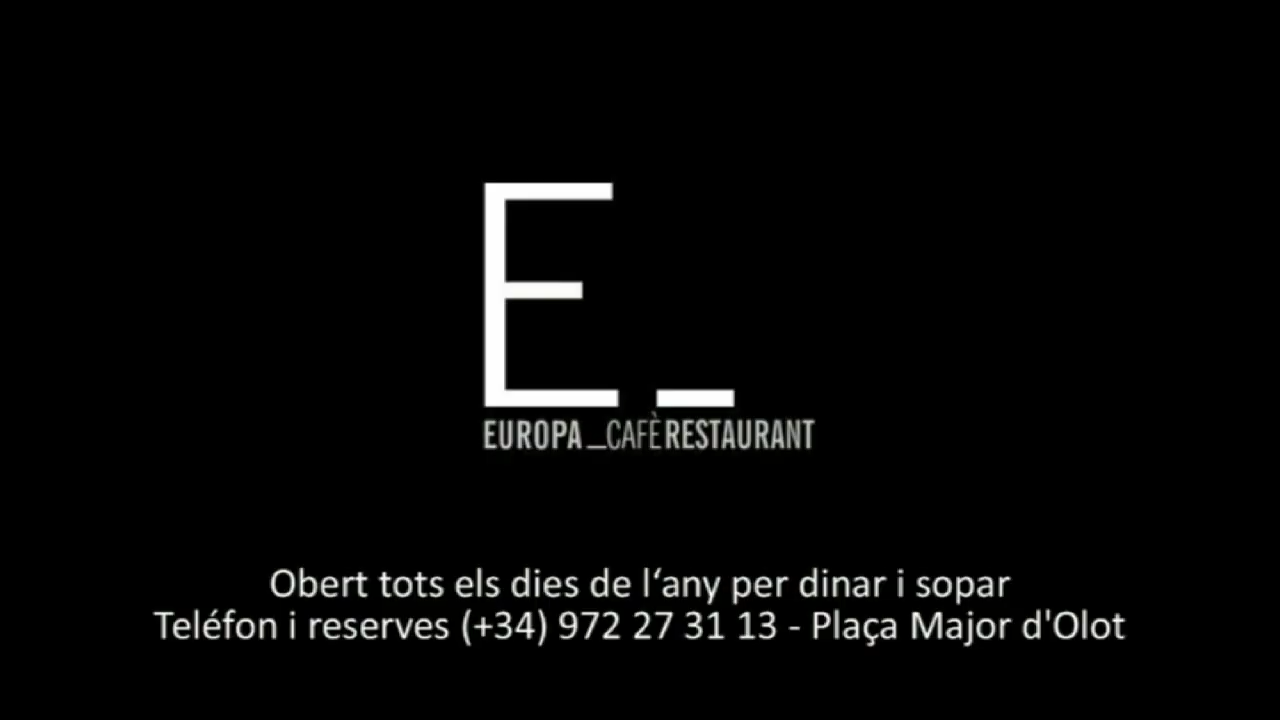 E_
EUROPA _CAFÈ RESTAURANT
Obert tots els dies de l‘any per dinar i sopar
Teléfon i reserves (+34) 972 27 31 13 - Plaça Major d'Olot